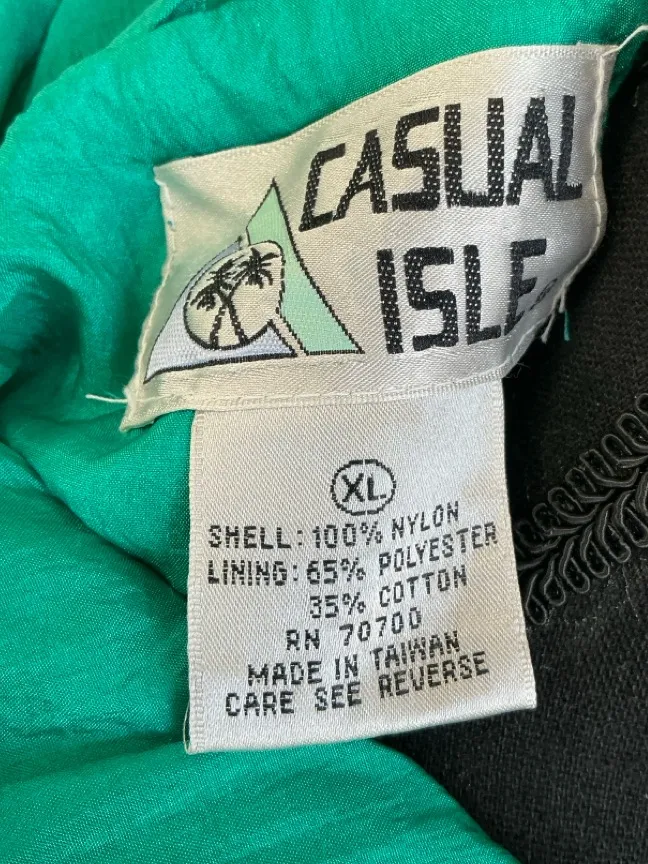 CASUAL
ISLE
XL
SHELL: 100% NYLON
LINING: 65% POLYESTER
35% COTTON
RN 70700
MADE IN TAIWAN
CARE SEE REVERSE